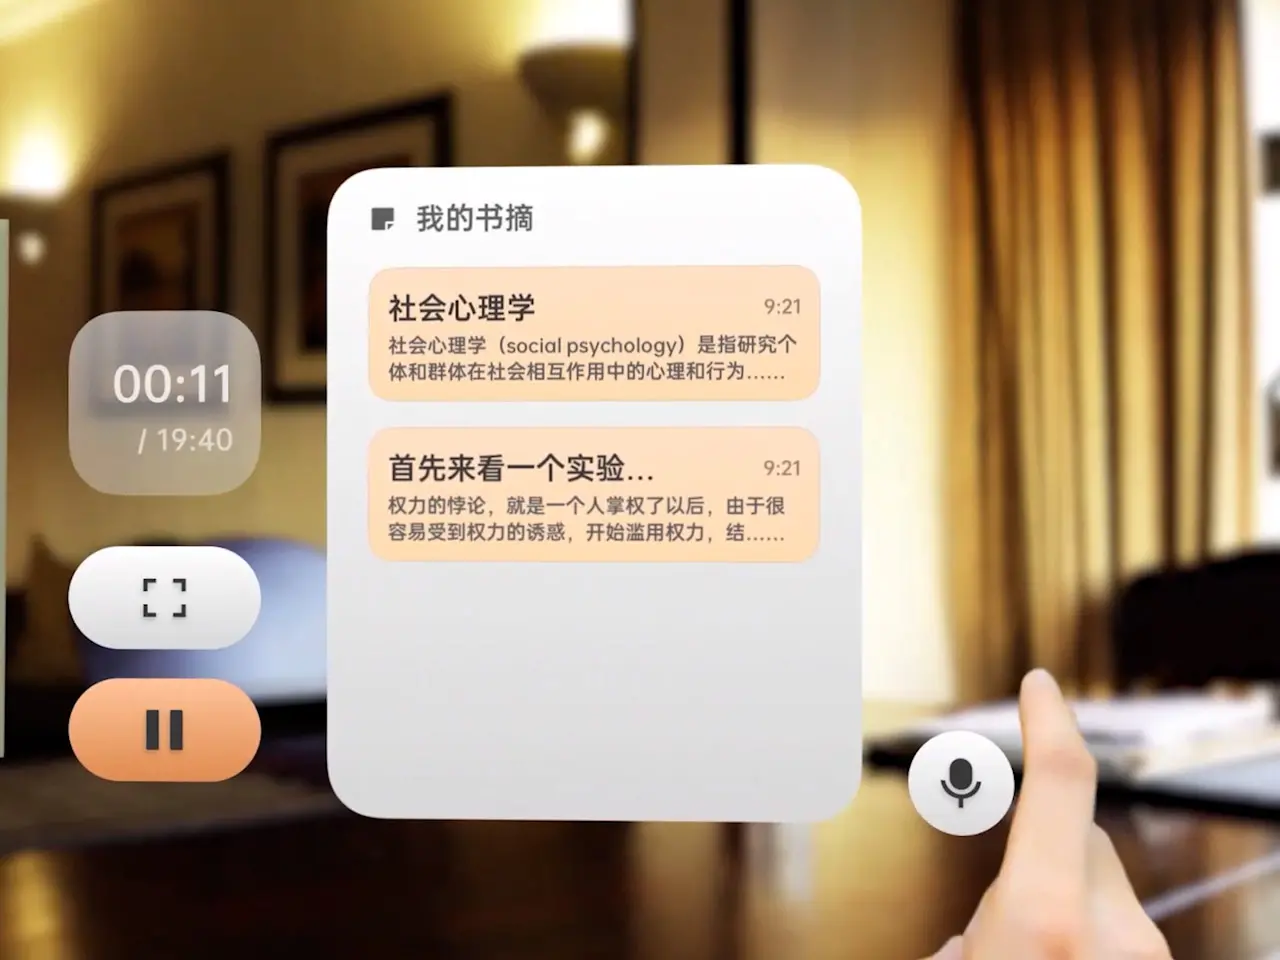 我的书摘
社会心理学
9:21
社会心理学（social psychology）是指研究个
体和群体在社会相互作用中的心理和行为……
首先来看一个实验...
9:21
权力的悖论，就是一个人掌权了以后，由于很
容易受到权力的诱惑，开始滥用权力，结……
00:11
/ 19:40